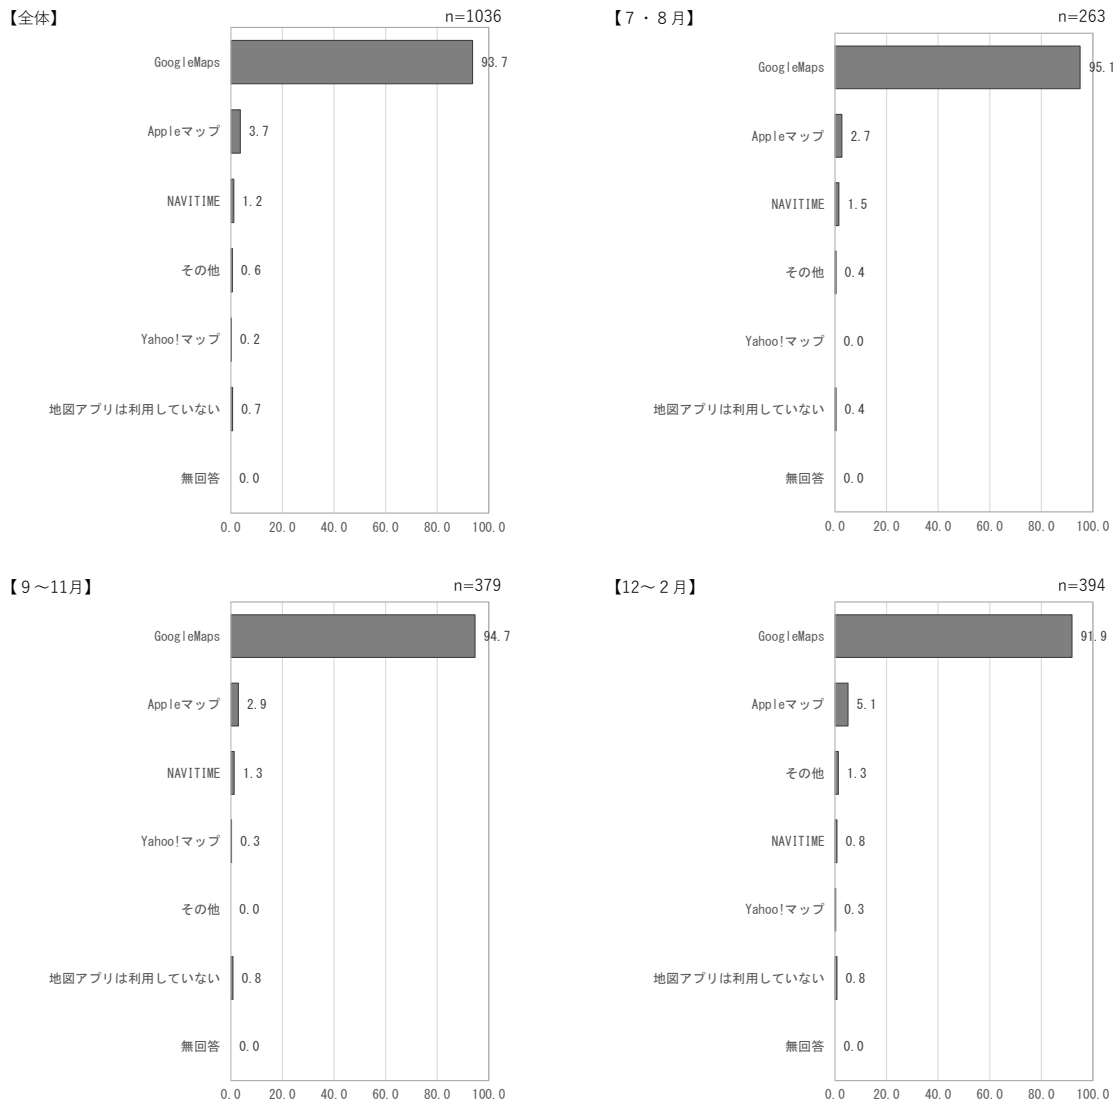 【全体】 n=1036
GoogleMaps 93.7
Appleマップ 3.7
NAVITIME 1.2
その他 0.6
Yahoo!マップ 0.2
地図アプリは利用していない 0.7
無回答 0.0
0.0 20.0 40.0 60.0 80.0 100.0
【７・８月】 n=263
GoogleMaps 95.1
Appleマップ 2.7
NAVITIME 1.5
その他 0.4
Yahoo!マップ 0.0
地図アプリは利用していない 0.4
無回答 0.0
0.0 20.0 40.0 60.0 80.0 100.0
【９～11月】 n=379
GoogleMaps 94.7
Appleマップ 2.9
NAVITIME 1.3
Yahoo!マップ 0.3
その他 0.0
地図アプリは利用していない 0.8
無回答 0.0
0.0 20.0 40.0 60.0 80.0 100.0
【12～２月】 n=394
GoogleMaps 91.9
Appleマップ 5.1
その他 1.3
NAVITIME 0.8
Yahoo!マップ 0.3
地図アプリは利用していない 0.8
無回答 0.0
0.0 20.0 40.0 60.0 80.0 100.0